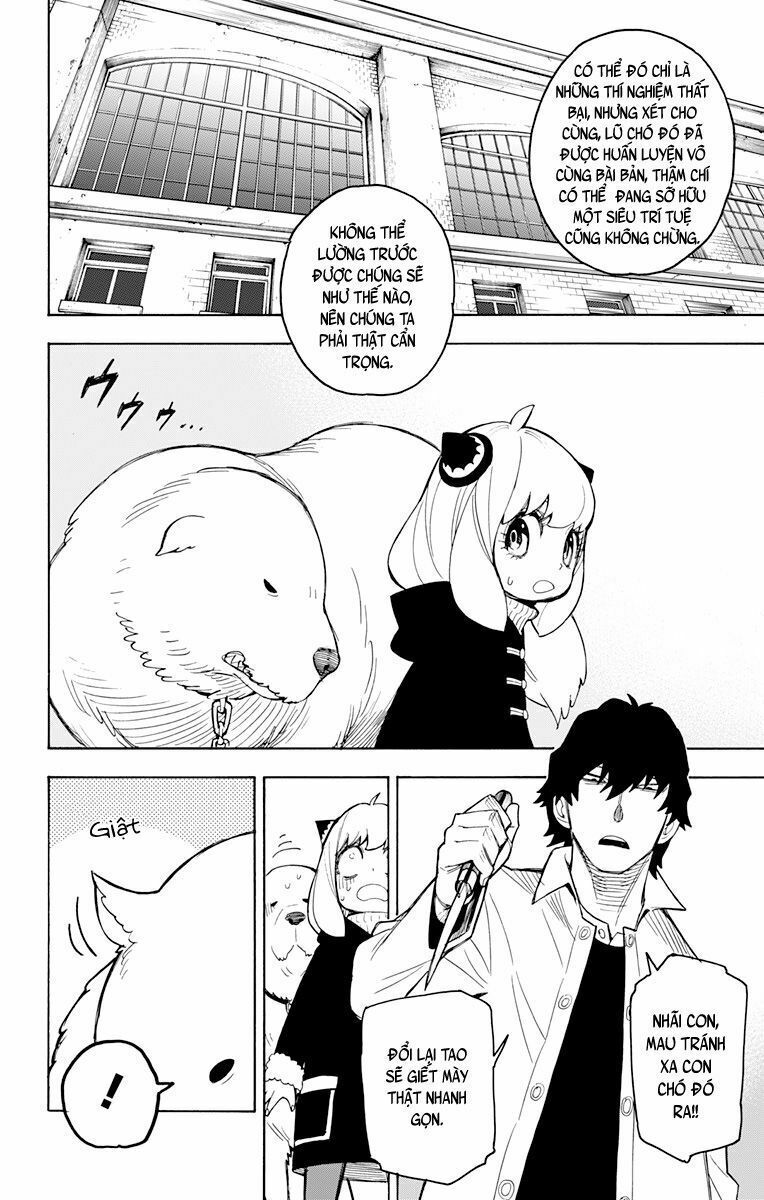 CÓ THỂ ĐÓ CHỈ LÀ
NHỮNG THÍ NGHIỆM THẤT
BẠI, NHƯNG XÉT CHO
CÙNG, LŨ CHÓ ĐÓ ĐÃ
ĐƯỢC HUẤN LUYỆN VÔ
CÙNG BÀI BẢN, THẬM CHÍ
CÓ THỂ ĐANG SỠ HỮU
MỘT SIÊU TRÍ TUỆ
CŨNG KHÔNG CHỪNG.
KHÔNG THỂ
LƯỜNG TRƯỚC
ĐƯỢC CHÚNG SẼ
NHƯ THẾ NÀO,
NÊN CHÚNG TA
PHẢI THẬT CẨN
TRỌNG.
ウウゥ...
NHÃI CON,
MAU TRÁNH
XA CON
CHÓ ĐÓ
RA!!
ĐỔI LẠI TAO
SẼ GIẾT MÀY
THẬT NHANH
GỌN.
Giật
!